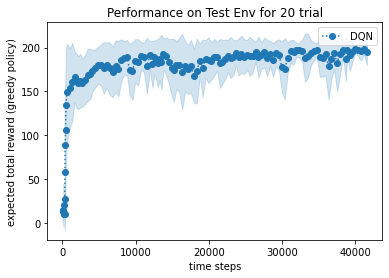 Performance on Test Env for 20 trial
DQN
expected total reward (greedy policy)
200
150
100
50
0
0
10000
20000
30000
40000
time steps